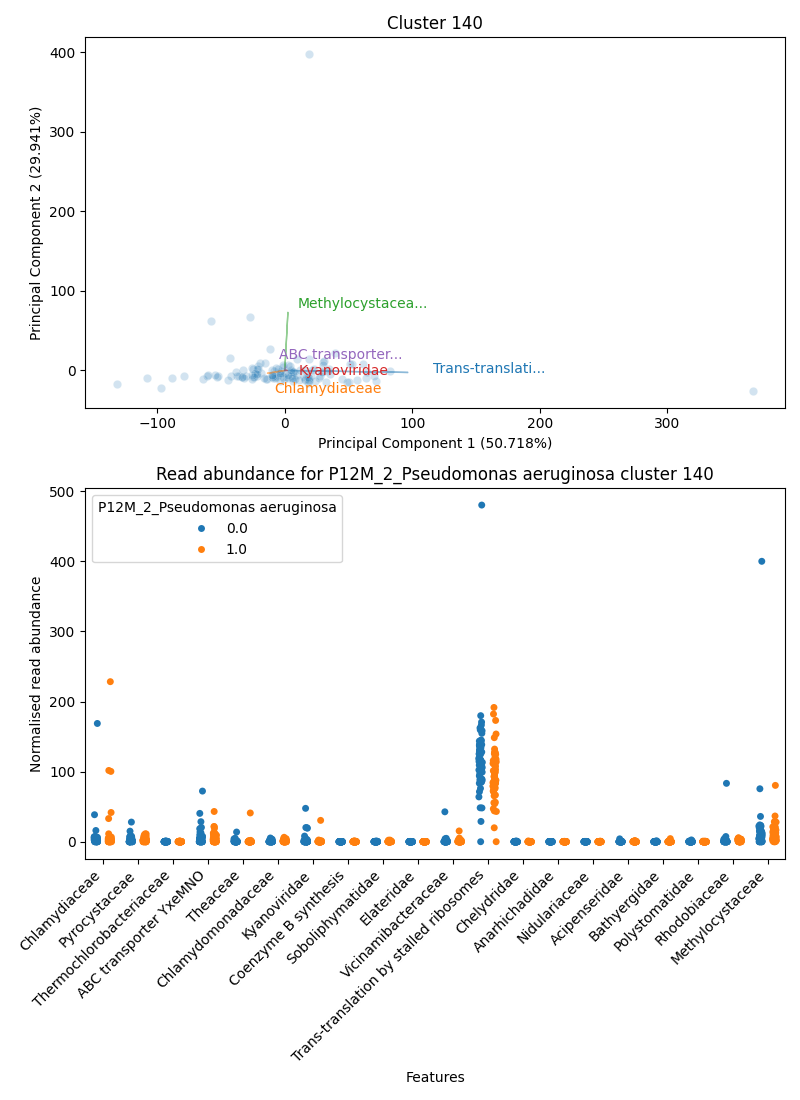 Cluster 140
400
300
200
100
0
Principal Component 2 (29.941%)
Methylocystacea...
ABC transporter...
Kyanoviridae
Trans-translati...
Chlamydiaceae
−100
0
100
200
300
Principal Component 1 (50.718%)
Read abundance for P12M_2_Pseudomonas aeruginosa cluster 140
500
400
300
200
100
0
Normalised read abundance
P12M_2_Pseudomonas aeruginosa
0.0
1.0
Chlamydiaceae
Pyrocystaceae
Thermochlorobacteriaceae
ABC transporter YxeMNO
Theaceae
Chlamydomonadaceae
Kyanoviridae
Coenzyme B synthesis
Soboliphymatidae
Elateridae
Vicinamibacteraceae
Trans-translation by stalled ribosomes
Chelydridae
Anarhichadidae
Nidulariaceae
Acipenseridae
Bathyergidae
Polystomatidae
Rhodobiaceae
Methylocystaceae
Features